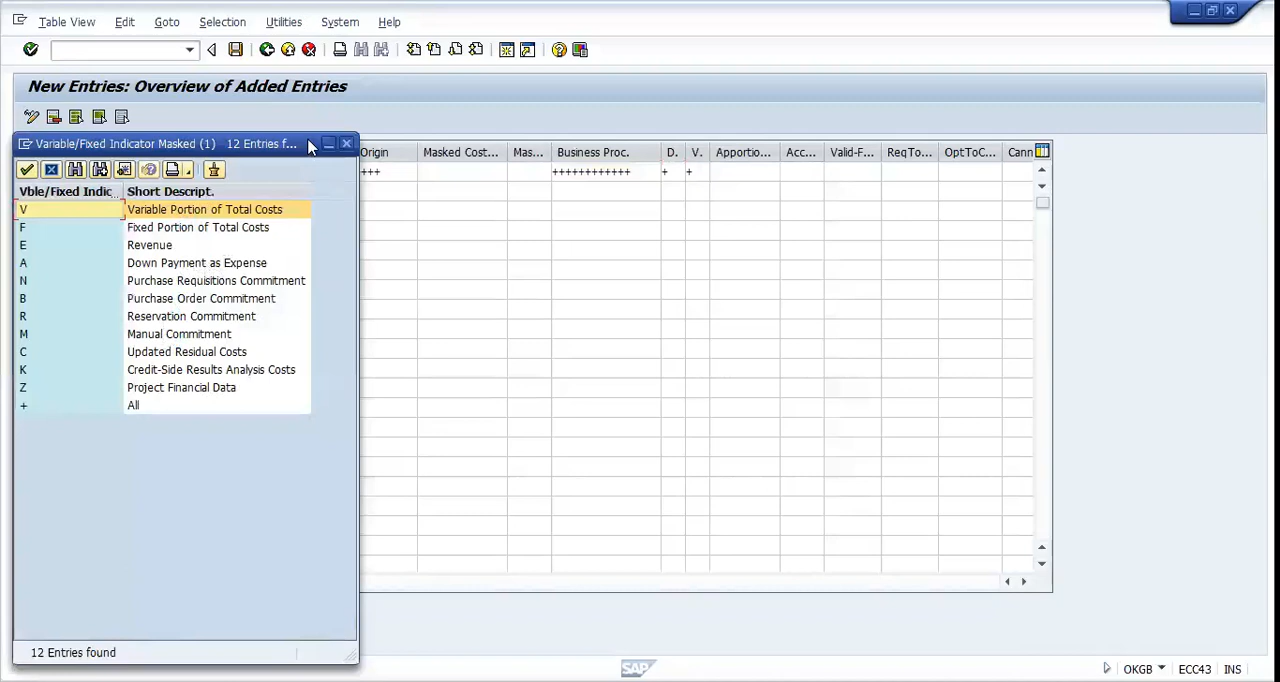 Table View Edit Goto Selection Utilities System Help
New Entries: Overview of Added Entries
Variable/Fixed Indicator Masked (1) 12 Entries f...
Origin Masked Cost... Mas... Business Proc. D. V. Apportio... Acc... Valid-F... ReqTo... OptToC... Cann
+++ ++++++++++++ + +
Vble/Fixed Indic... Short Descript.
V Variable Portion of Total Costs
F Fixed Portion of Total Costs
E Revenue
A Down Payment as Expense
N Purchase Requisitions Commitment
B Purchase Order Commitment
R Reservation Commitment
M Manual Commitment
C Updated Residual Costs
K Credit-Side Results Analysis Costs
Z Project Financial Data
+ All
12 Entries found
SAP
OKGB ECC43 INS